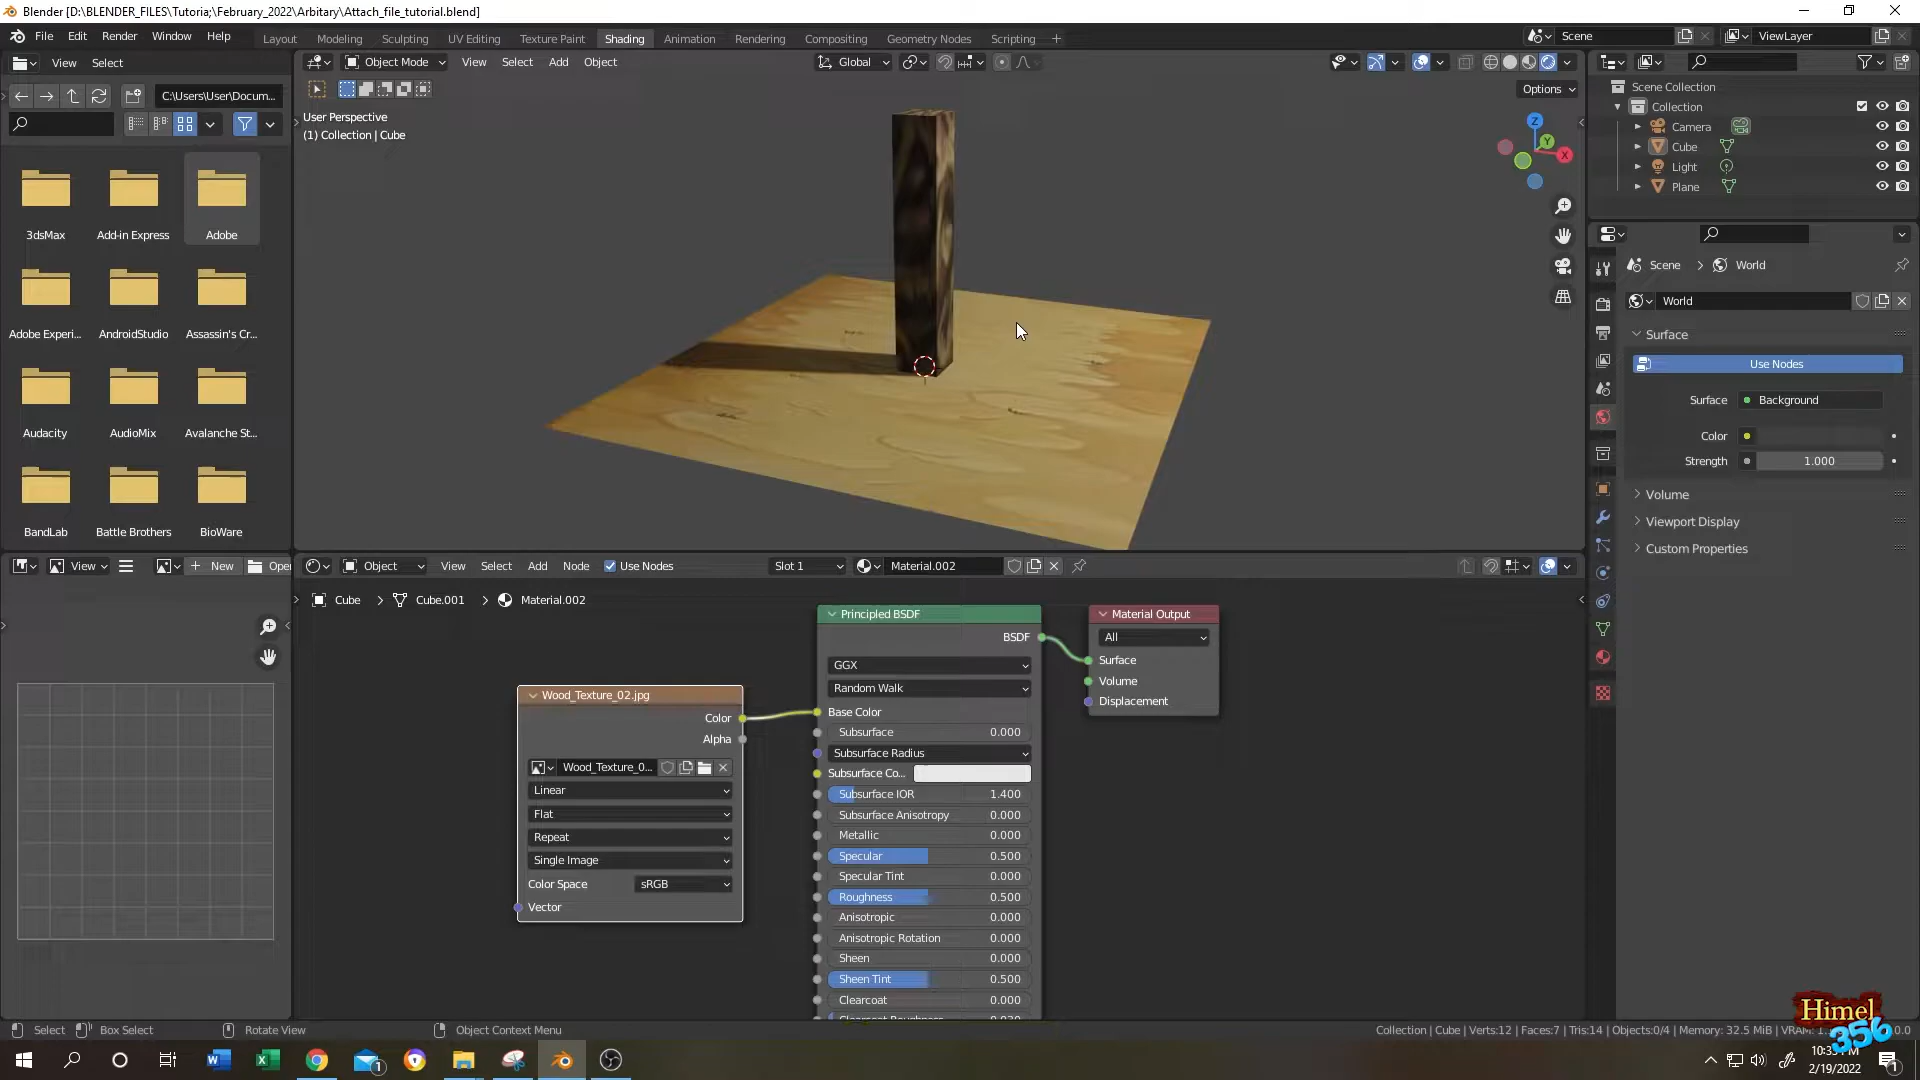 Blender [D:\BLENDER_FILES\Tutoria;\February_2022\Arbitary\Attach_file_tutorial.blend]
File Edit Render Window Help
Layout Modeling Sculpting UV Editing Texture Paint Shading Animation Rendering Compositing Geometry Nodes Scripting +
Scene
ViewLayer
View Select
Object Mode View Select Add Object
Global
C:\Users\User\Docum...
Options
User Perspective
(1) Collection | Cube
Z
Y
X
Scene Collection
Collection
Camera
Cube
Light
Plane
3dsMax Add-in Express Adobe
Adobe Experi... AndroidStudio Assassin's Cr...
Audacity AudioMix Avalanche St...
BandLab Battle Brothers BioWare
Scene > World
World
Surface
Use Nodes
Surface Background
Color
Strength 1.000
Volume
Viewport Display
Custom Properties
View + New Open
Object View Select Add Node Use Nodes Slot 1 Material.002
Cube > Cube.001 > Material.002
Wood_Texture_02.jpg
Color
Alpha
Wood_Texture_0...
Linear
Flat
Repeat
Single Image
Color Space sRGB
Vector
Principled BSDF
BSDF
GGX
Random Walk
Base Color
Subsurface 0.000
Subsurface Radius
Subsurface Co...
Subsurface IOR 1.400
Subsurface Anisotropy 0.000
Metallic 0.000
Specular 0.500
Specular Tint 0.000
Roughness 0.500
Anisotropic 0.000
Anisotropic Rotation 0.000
Sheen 0.000
Sheen Tint 0.500
Clearcoat 0.000
Clearcoat Roughness 0.030
Material Output
All
Surface
Volume
Displacement
Select Box Select Rotate View Object Context Menu
Collection | Cube | Verts:12 | Faces:7 | Tris:14 | Objects:0/4 | Memory: 32.5 MiB | VRAM:
Himel
356
2/19/2022